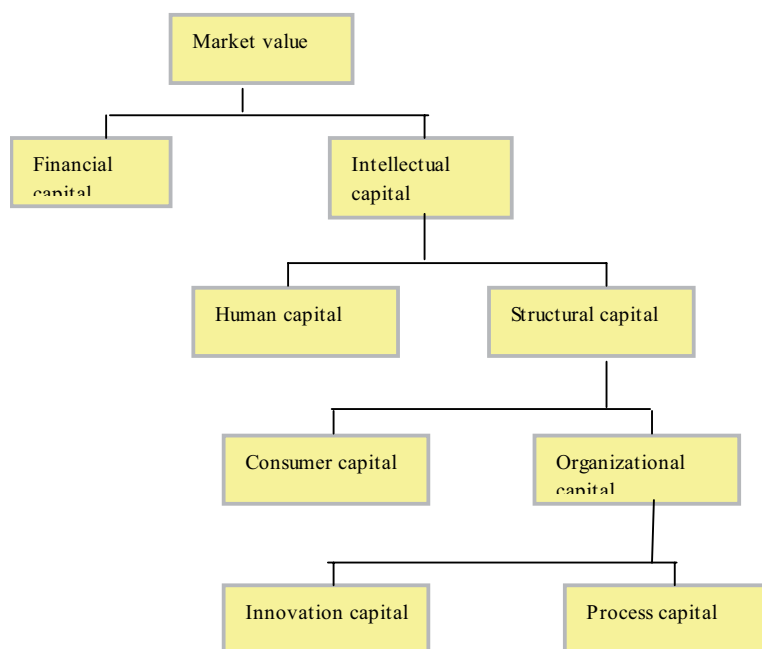 Market value
Financial
capital
Intellectual
capital
Human capital
Structural capital
Consumer capital
Organizational
capital
Innovation capital
Process capital